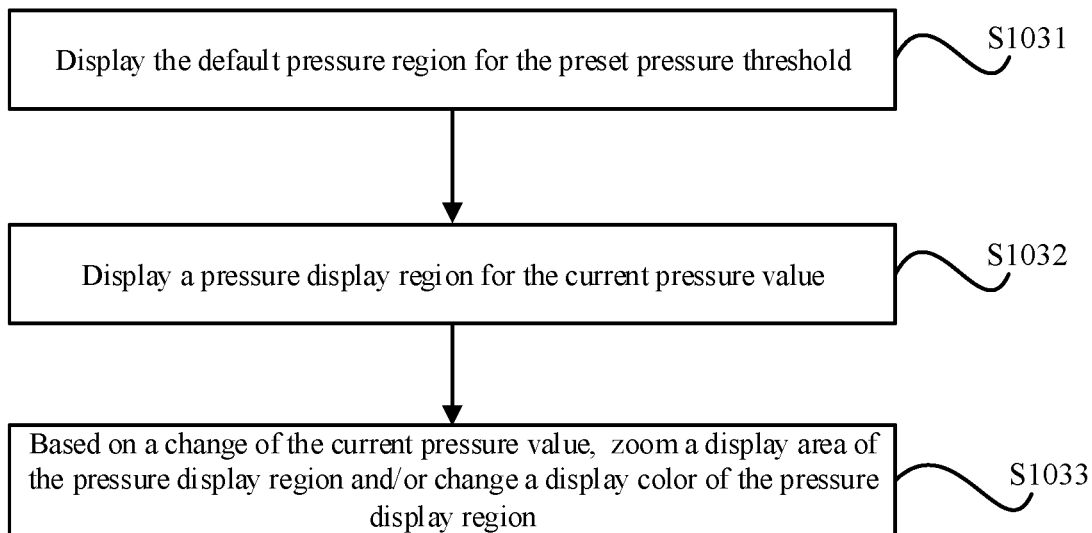 Display the default pressure region for the preset pressure threshold
S1031
Display a pressure display region for the current pressure value
S1032
Based on a change of the current pressure value, zoom a display area of
the pressure display region and/or change a display color of the pressure
display region
S1033